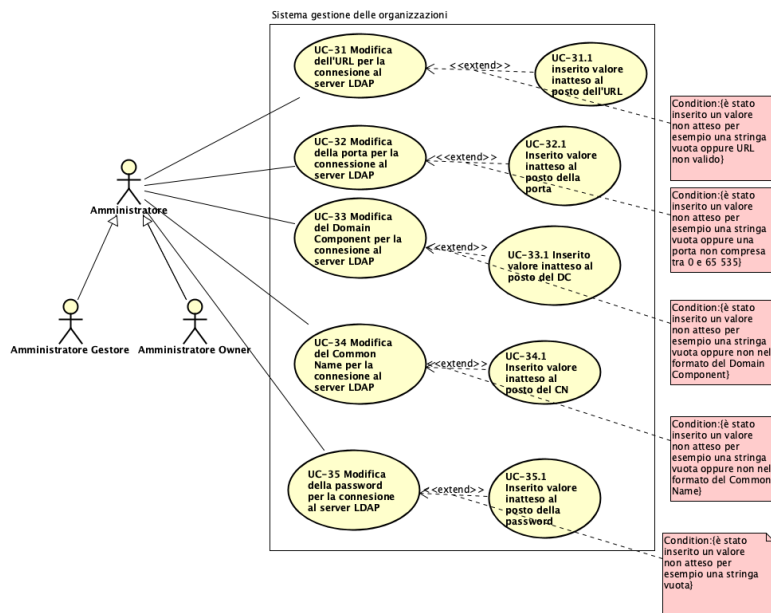 Sistema gestione delle organizzazioni
UC-31 Modifica
dell'URL per la
connesione al
server LDAP
<<extend>>
UC-31.1
inserito valore
inatteso al
posto dell'URL
Condition:{è stato
inserito un valore
non atteso per
esempio una stringa
vuota oppure URL
non valido}
UC-32 Modifica
della porta per la
connessione al
server LDAP
<<extend>>
UC-32.1
Inserito valore
inatteso al
posto della
porta
Condition:{è stato
inserito un valore
non atteso per
esempio una stringa
vuota oppure una
porta non compresa
tra 0 e 65 535}
Amministratore
UC-33 Modifica
del Domain
Component per la
connesione al
server LDAP
<<extend>>
UC-33.1 Inserito
valore inatteso al
posto del DC
Condition:{è stato
inserito un valore
non atteso per
esempio una stringa
vuota oppure non nel
formato del Domain
Component}
Amministratore Gestore
Amministratore Owner
UC-34 Modifica
del Common
Name per la
connesione al
server LDAP
<<extend>>
UC-34.1
Inserito valore
inatteso al
posto del CN
Condition:{è stato
inserito un valore
non atteso per
esempio una stringa
vuota oppure non nel
formato del Common
Name}
UC-35 Modifica
della password
per la connesione
al server LDAP
<<extend>>
UC-35.1
Inserito valore
inatteso al
posto della
password
Condition:{è stato
inserito un valore
non atteso per
esempio una stringa
vuota}